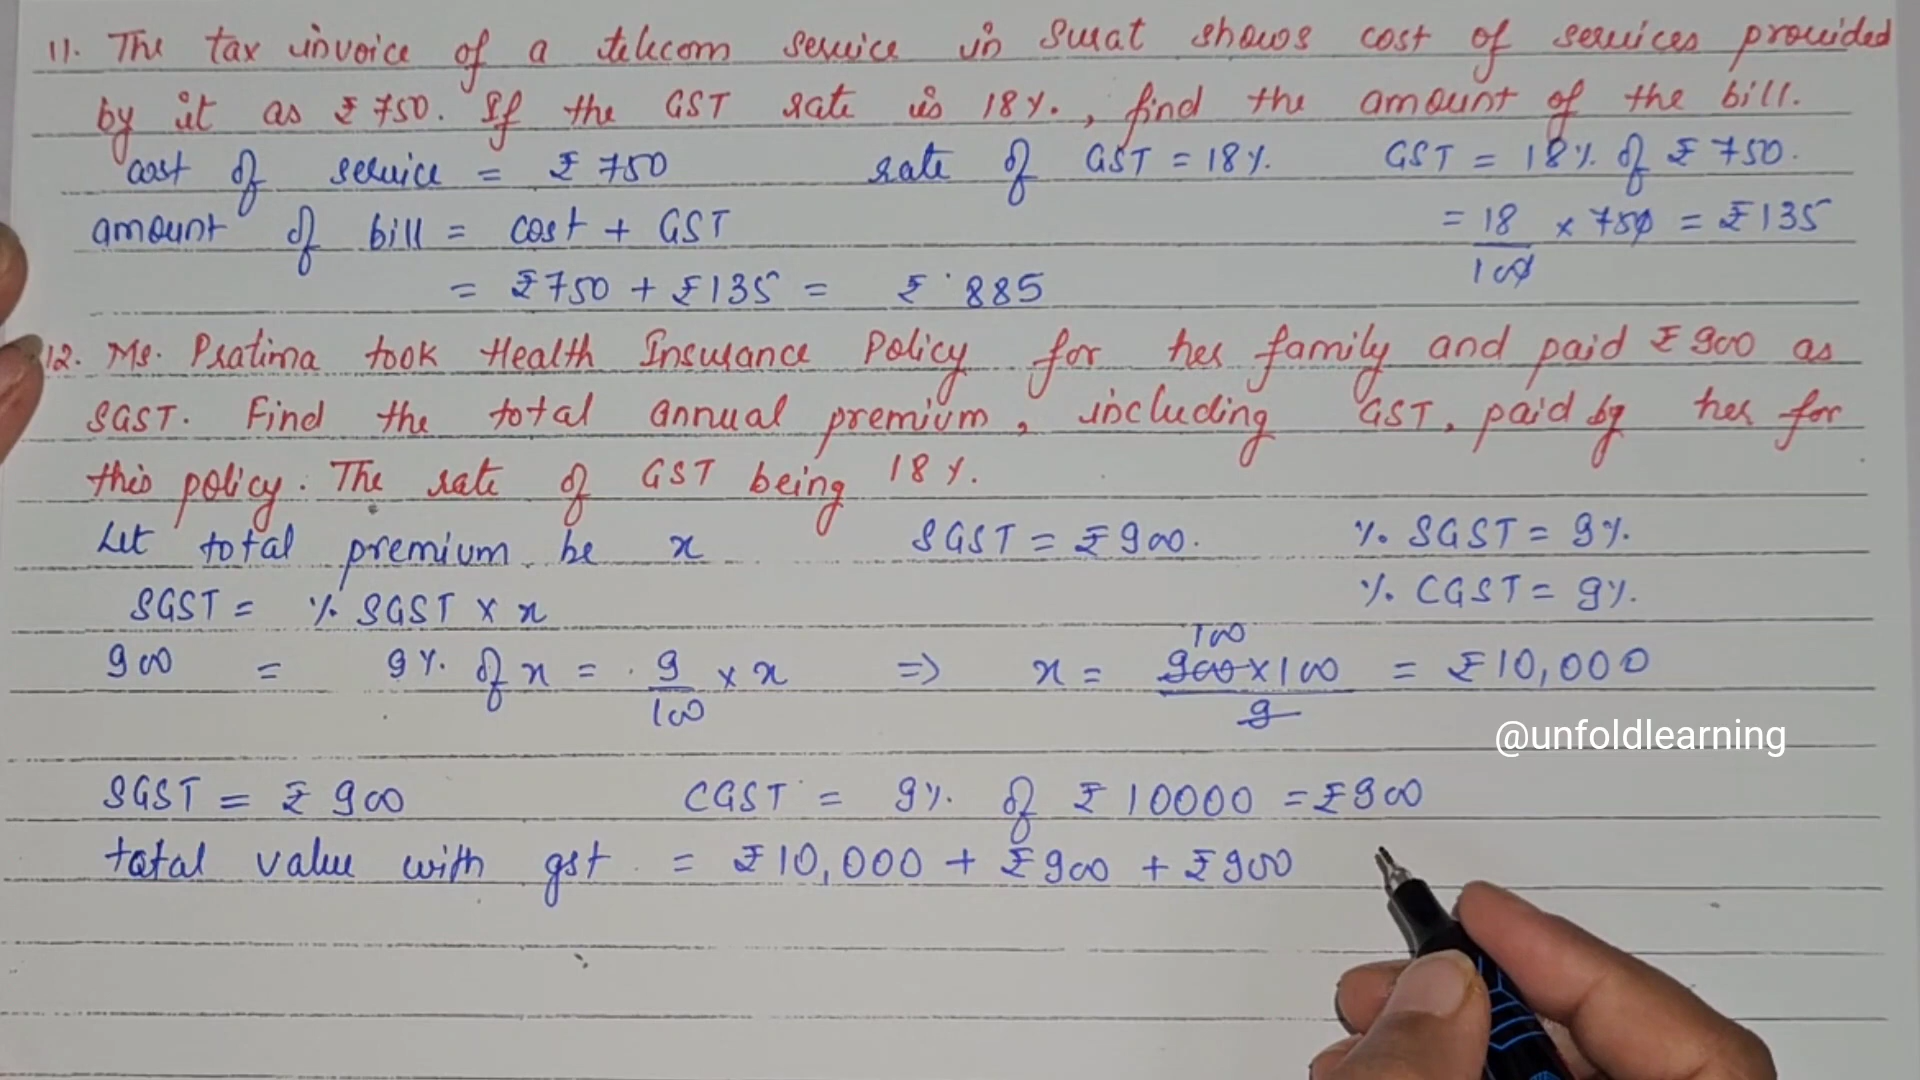 11. The tax invoice of a telecom service in Surat shows cost of services provided
by it as ₹ 750. If the GST rate is 18%., find the amount of the bill.
cost of service = ₹ 750 rate of GST = 18%. GST = 18%. of ₹ 750.
amount of bill = cost + GST = 18/100 × 750 = ₹ 135
= ₹ 750 + ₹ 135 = ₹ 885
12. Ms. Pratima took Health Insurance Policy for her family and paid ₹ 900 as
SGST. Find the total annual premium, including GST, paid by her for
this policy. The rate of GST being 18%.
Let total premium be x SGST = ₹ 900. % SGST = 9%.
SGST = % SGST × x % CGST = 9%.
900 = 9%. of x = 9/100 × x => x = 900×100/9 = ₹ 10,000
100
@unfoldlearning
SGST = ₹ 900 CGST = 9%. of ₹ 10000 = ₹ 900
total value with gst = ₹ 10,000 + ₹ 900 + ₹ 900